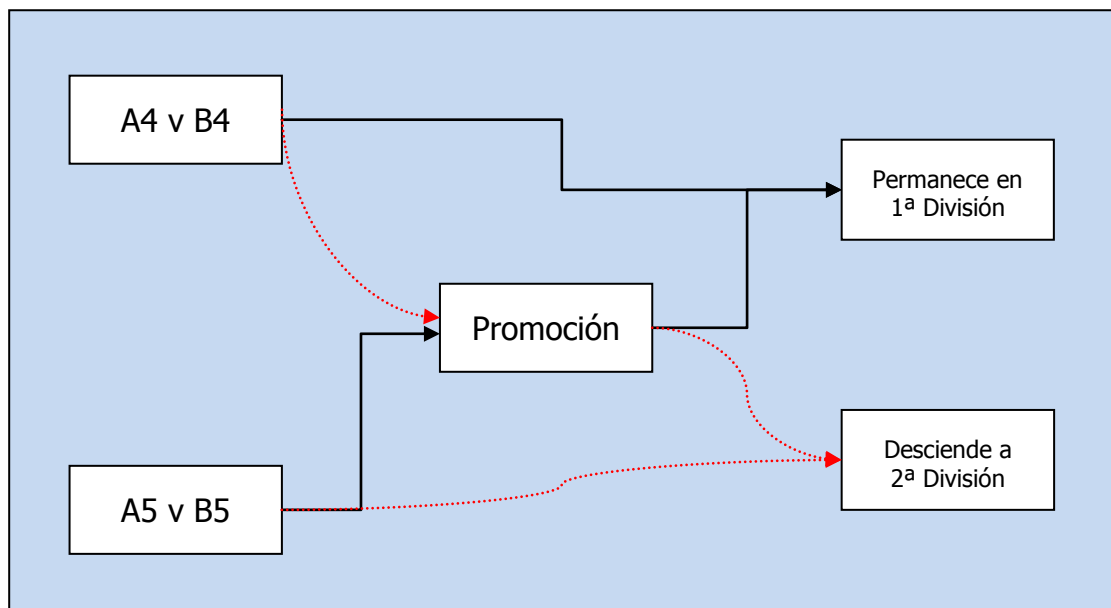 A4 v B4
Permanece en
1ª División
Promoción
Desciende a
2ª División
A5 v B5